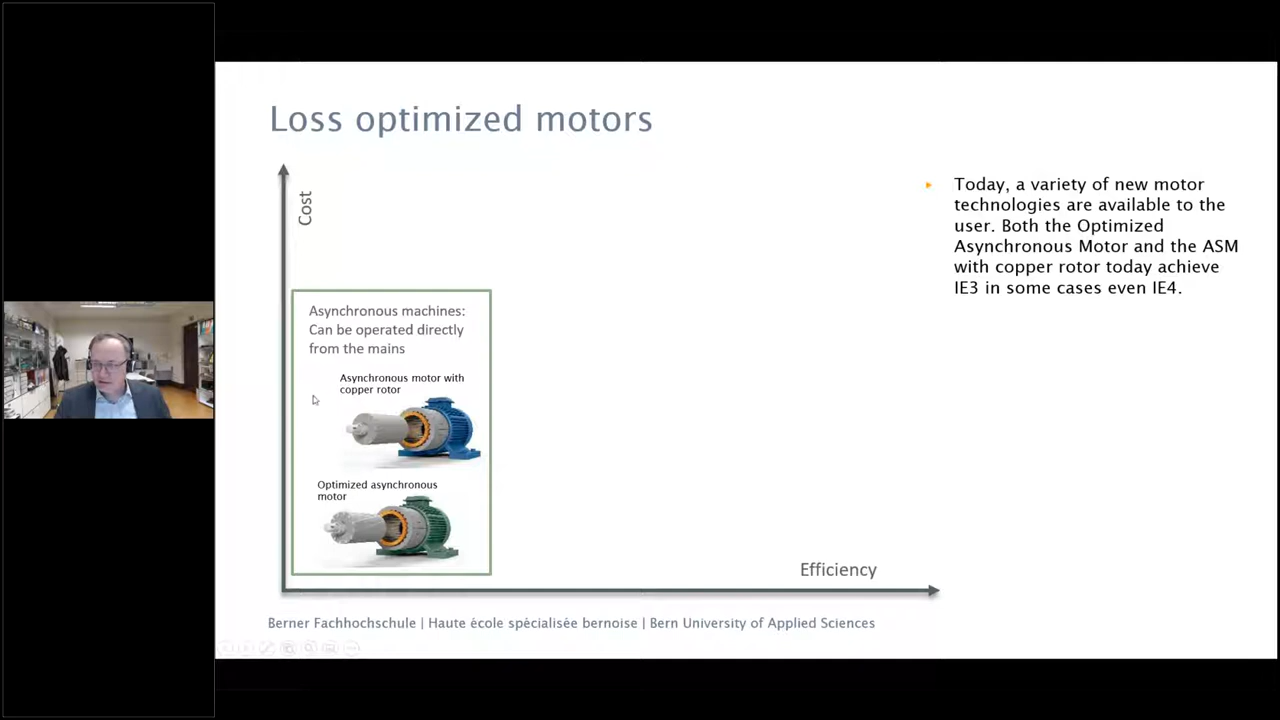 Loss optimized motors
Cost
Asynchronous machines:
Can be operated directly
from the mains
Asynchronous motor with
copper rotor
Optimized asynchronous
motor
Efficiency
Today, a variety of new motor
technologies are available to the
user. Both the Optimized
Asynchronous Motor and the ASM
with copper rotor today achieve
IE3 in some cases even IE4.
Berner Fachhochschule | Haute école spécialisée bernoise | Bern University of Applied Sciences